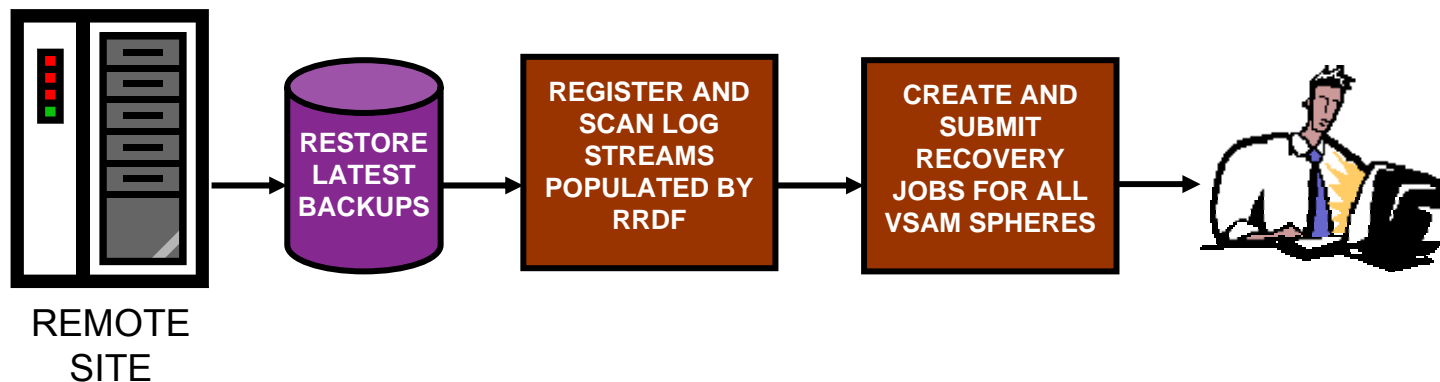 RESTORE
LATEST
BACKUPS
REGISTER AND
SCAN LOG
STREAMS
POPULATED BY
RRDF
CREATE AND
SUBMIT
RECOVERY
JOBS FOR ALL
VSAM SPHERES
REMOTE
SITE